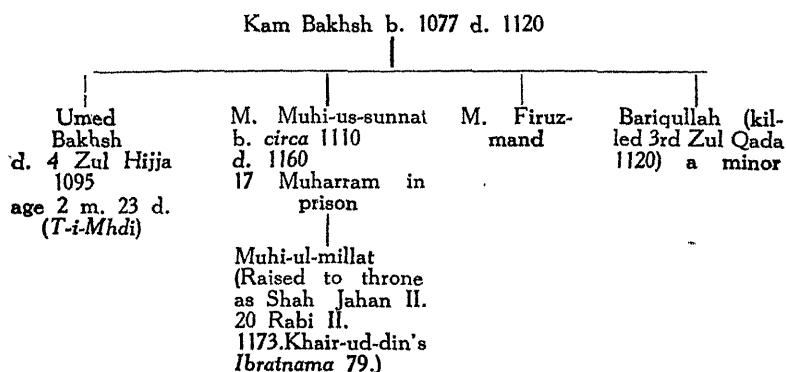 Kam Bakhsh b. 1077 d. 1120
Umed
Bakhsh
d. 4 Zul Hijja
1095
age 2 m. 23 d.
(T-i-Mhdi)
M. Muhi-us-sunnat
b. circa 1110
d. 1160
17 Muharram in
prison
Muhi-ul-millat
(Raised to throne
as Shah Jahan II.
20 Rabi II.
1173.Khair-ud-din's
Ibratnama 79.)
M. Firuz-
mand
Bariqullah (kil-
led 3rd Zul Qada
1120) a minor